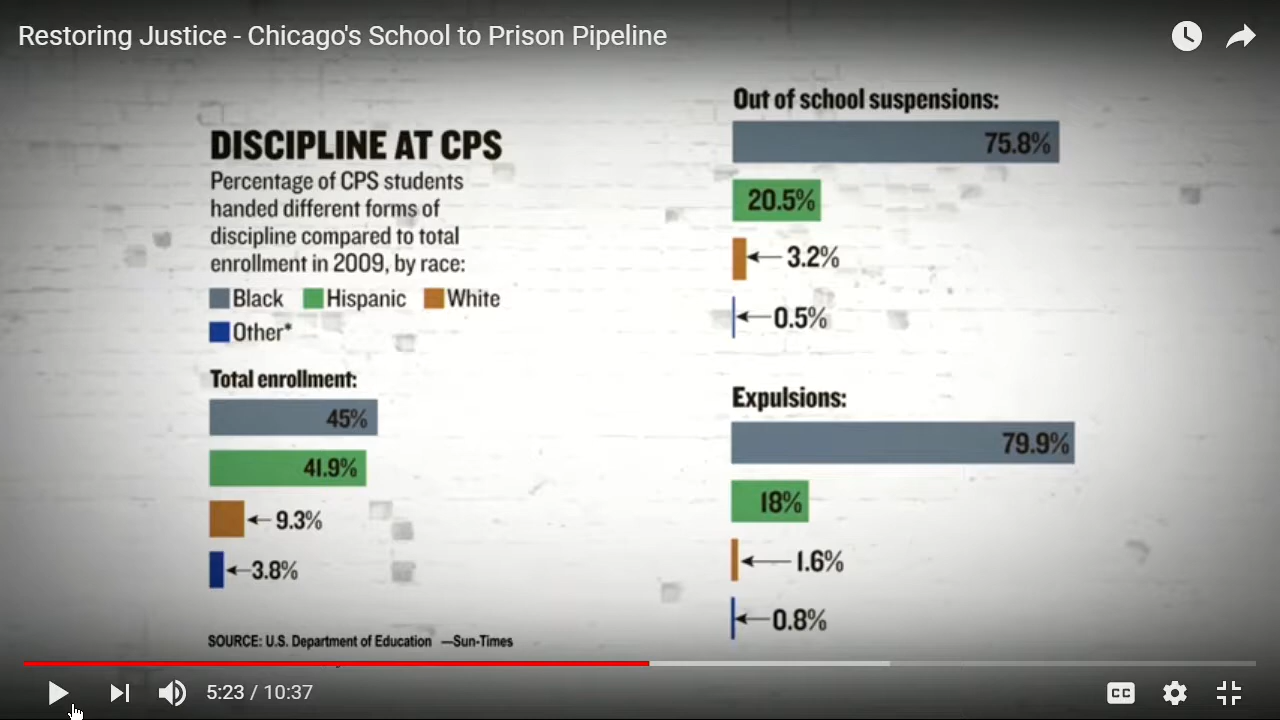 Restoring Justice - Chicago's School to Prison Pipeline
DISCIPLINE AT CPS
Percentage of CPS students
handed different forms of
discipline compared to total
enrollment in 2009, by race:
Black Hispanic White
Other*
Total enrollment:
45%
41.9%
9.3%
3.8%
SOURCE: U.S. Department of Education —Sun-Times
Out of school suspensions:
75.8%
20.5%
3.2%
0.5%
Expulsions:
79.9%
18%
1.6%
0.8%
5:23 / 10:37
CC